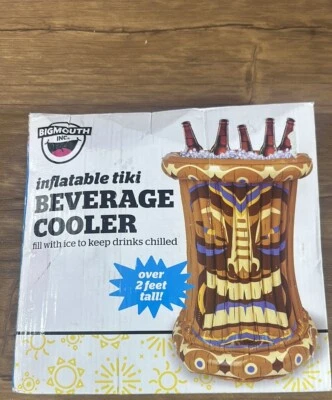 BIGMOUTH
INC.
inflatable tiki
BEVERAGE
COOLER
fill with ice to keep drinks chilled
over
2 feet
tall!